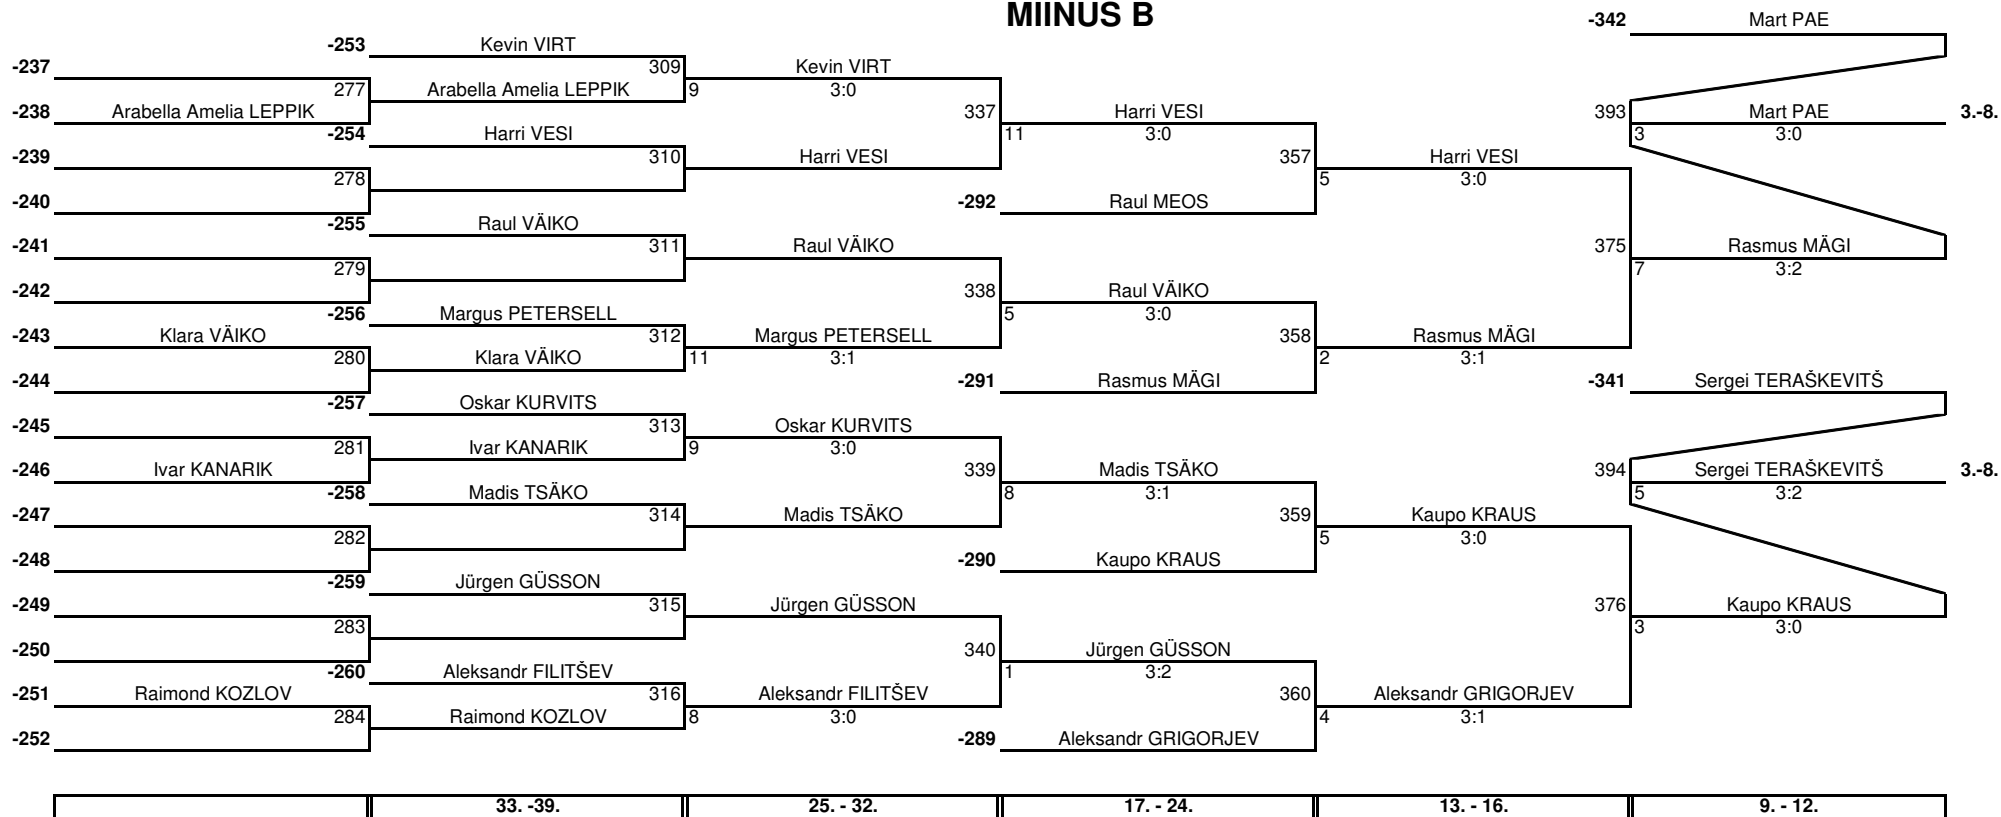 MIINUS B
-342 Mart PAE
-253 Kevin VIRT
-237 309 Kevin VIRT
277 Arabella Amelia LEPPIK 9 3:0
-238 Arabella Amelia LEPPIK 337 Harri VESI 393 Mart PAE 3.-8.
-254 Harri VESI 11 3:0 3 3:0
-239 310 Harri VESI 357 Harri VESI
278 5 3:0
-240 -292 Raul MEOS
-255 Raul VÄIKO
-241 311 Raul VÄIKO 375 Rasmus MÄGI
279 7 3:2
-242 338 Raul VÄIKO
-256 Margus PETERSELL 5 3:0
-243 Klara VÄIKO 312 Margus PETERSELL 358 Rasmus MÄGI
280 Klara VÄIKO 11 3:1 2 3:1
-244 -291 Rasmus MÄGI -341 Sergei TERAŠKEVITŠ
-257 Oskar KURVITS
-245 313 Oskar KURVITS
281 Ivar KANARIK 9 3:0
-246 Ivar KANARIK 339 Madis TSÄKO 394 Sergei TERAŠKEVITŠ 3.-8.
-258 Madis TSÄKO 8 3:1 5 3:2
-247 314 Madis TSÄKO 359 Kaupo KRAUS
282 5 3:0
-248 -290 Kaupo KRAUS
-259 Jürgen GÜSSON
-249 315 Jürgen GÜSSON 376 Kaupo KRAUS
283 3 3:0
-250 340 Jürgen GÜSSON
-260 Aleksandr FILITŠEV 1 3:2
-251 Raimond KOZLOV 316 Aleksandr FILITŠEV 360 Aleksandr GRIGORJEV
284 Raimond KOZLOV 8 3:0 4 3:1
-252 -289 Aleksandr GRIGORJEV
33. -39. 25. - 32. 17. - 24. 13. - 16. 9. - 12.